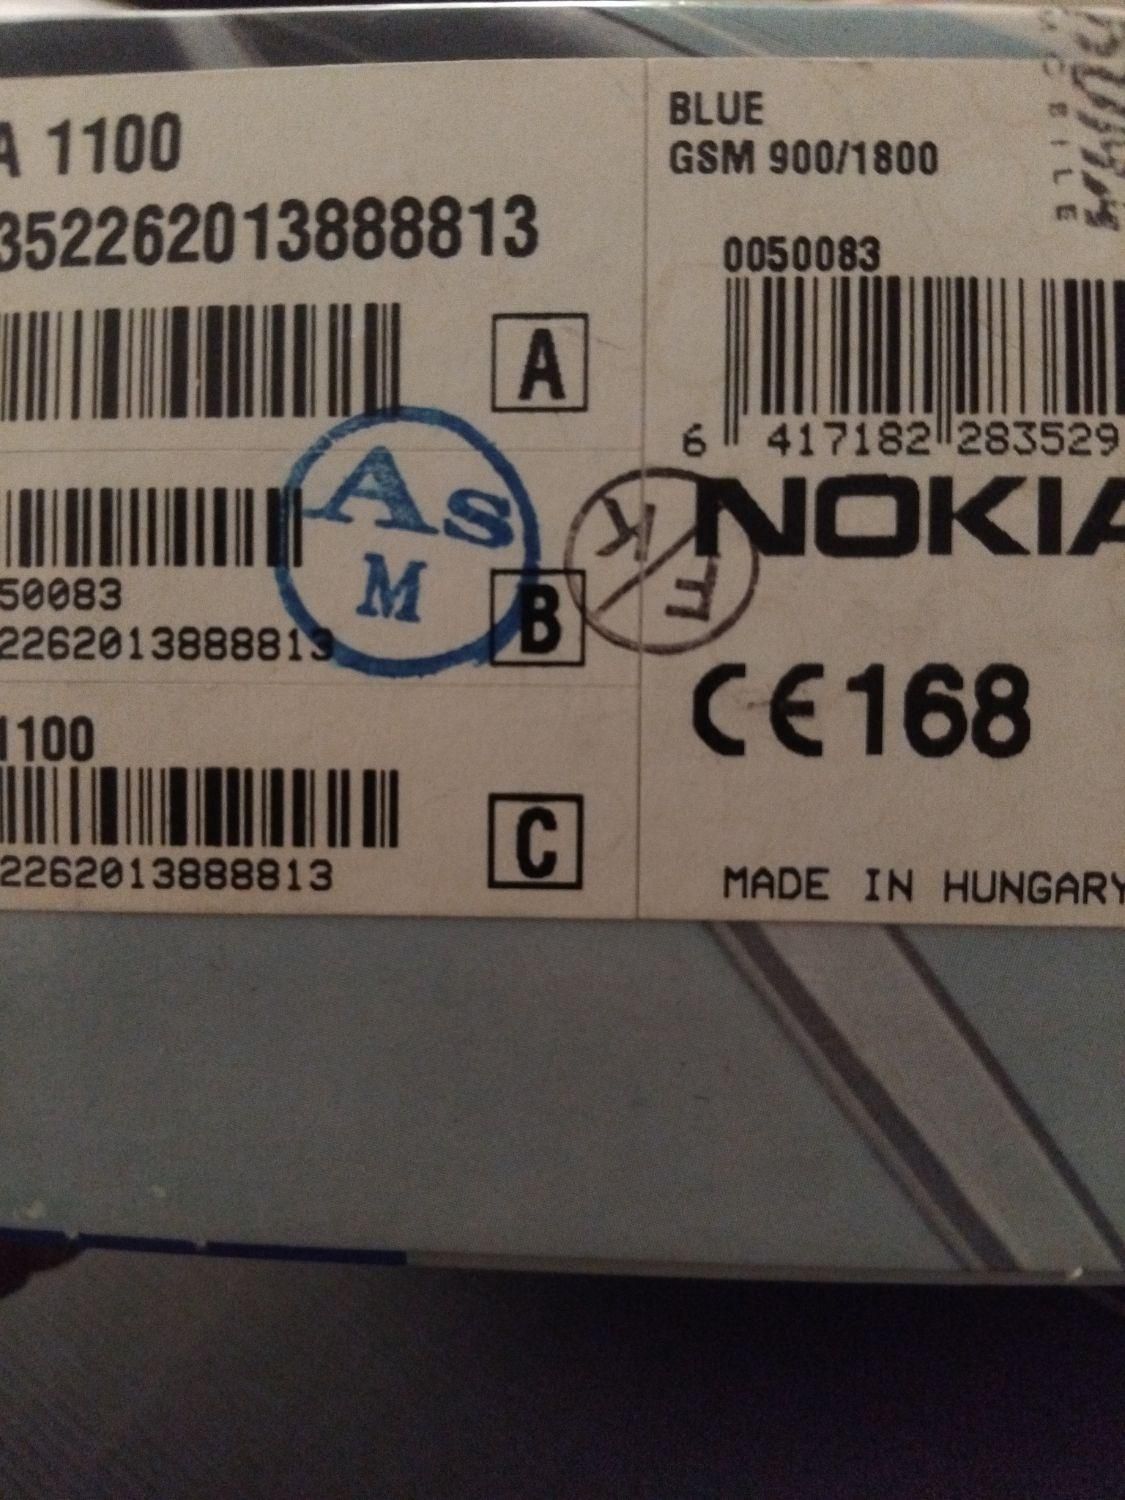 A 1100
352262013888813
A
50083
2262013888813
B
1100
2262013888813
C
BLUE
GSM 900/1800
0050083
6 417182 283529
NOKIA
CE168
MADE IN HUNGARY
As
M
K
F